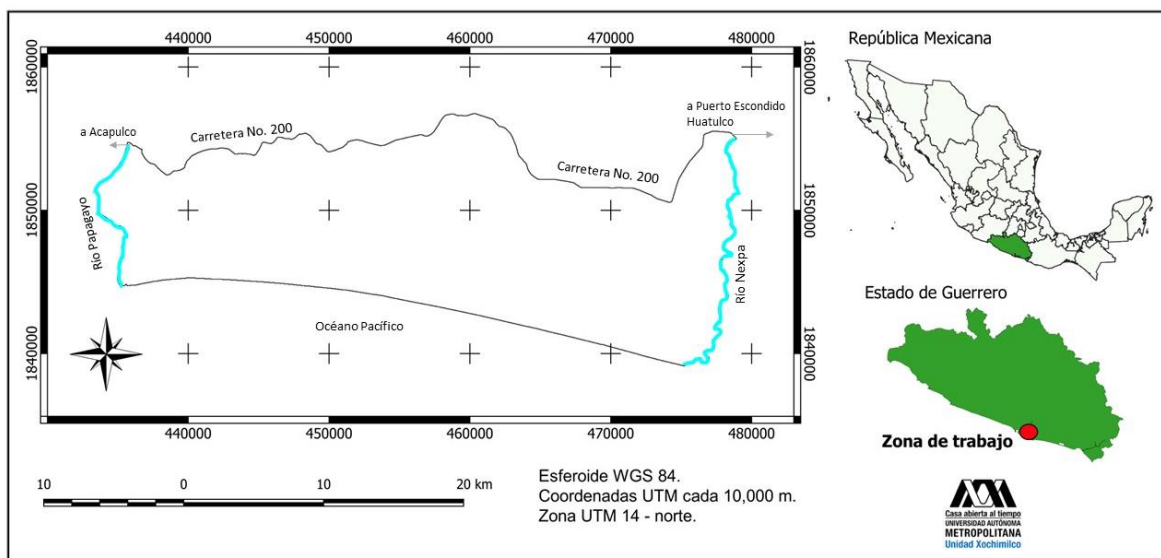 440000
450000
460000
470000
480000
1860000
1860000
a Acapulco
Carretera No. 200
a Puerto Escondido
Huatulco
Carretera No. 200
1850000
1850000
Río Papagayo
Río Nexpa
Océano Pacífico
1840000
1840000
440000
450000
460000
470000
480000
10
0
10
20 km
Esferoide WGS 84.
Coordenadas UTM cada 10,000 m.
Zona UTM 14 - norte.
República Mexicana
Estado de Guerrero
Zona de trabajo
Casa abierta al tiempo
UNIVERSIDAD AUTÓNOMA
METROPOLITANA
Unidad Xochimilco